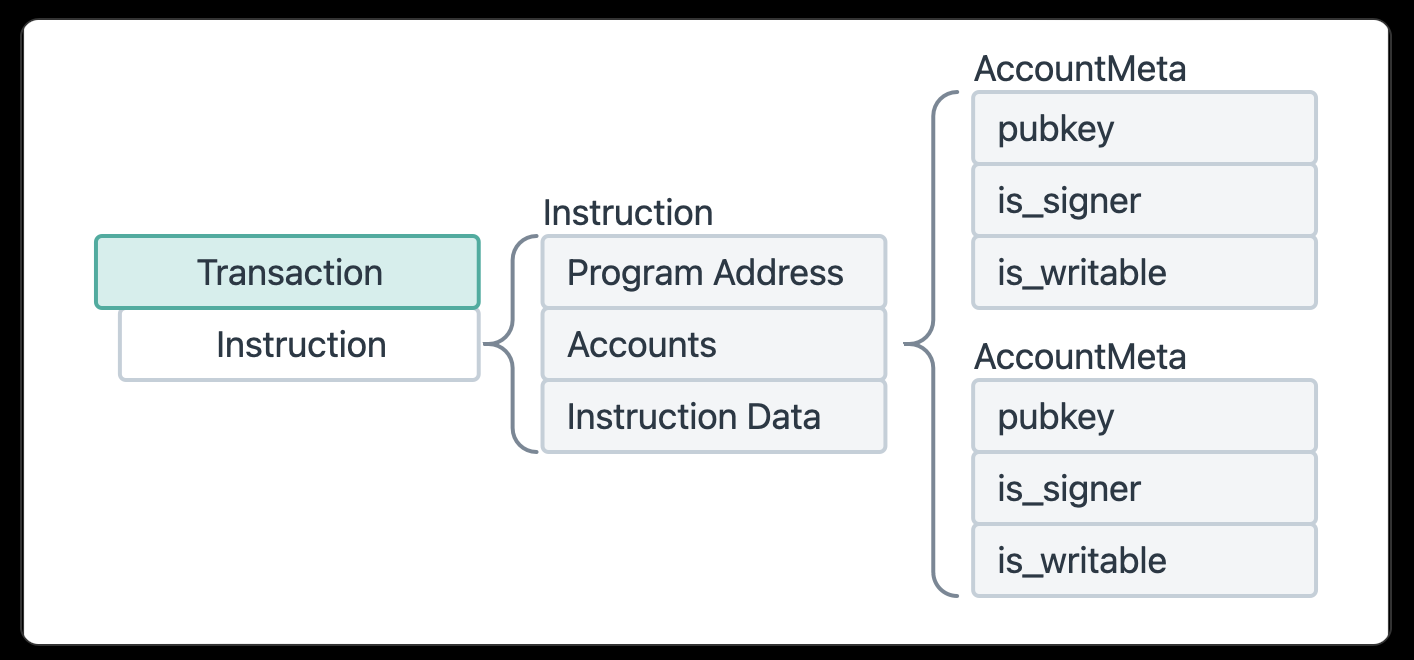 Transaction
Instruction
Instruction
Program Address
Accounts
Instruction Data
AccountMeta
pubkey
is_signer
is_writable
AccountMeta
pubkey
is_signer
is_writable